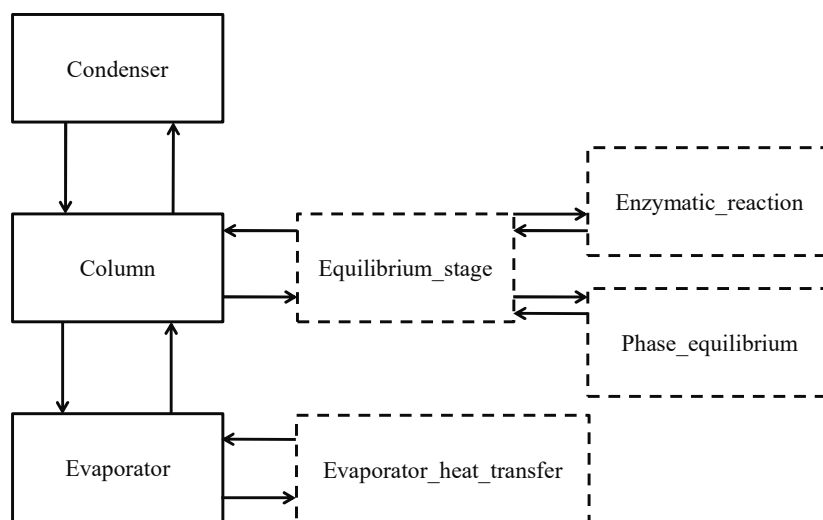 Condenser
Enzymatic_reaction
Column
Equilibrium_stage
Phase_equilibrium
Evaporator
Evaporator_heat_transfer